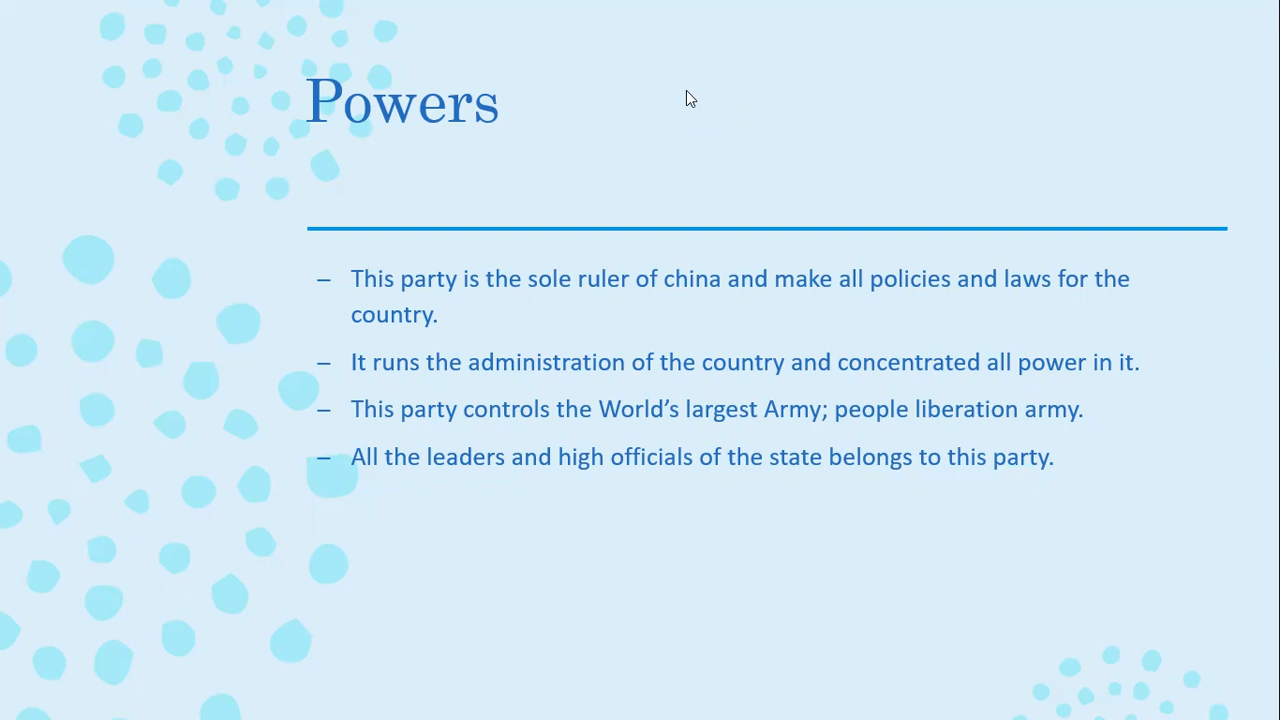 Powers
– This party is the sole ruler of china and make all policies and laws for the
country.
– It runs the administration of the country and concentrated all power in it.
– This party controls the World’s largest Army; people liberation army.
– All the leaders and high officials of the state belongs to this party.